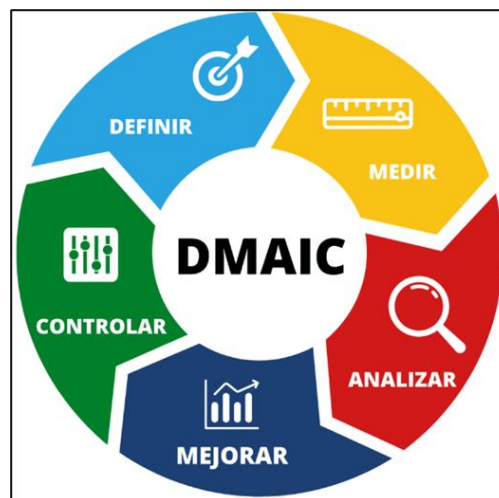 DEFINIR
MEDIR
DMAIC
CONTROLAR
ANALIZAR
MEJORAR